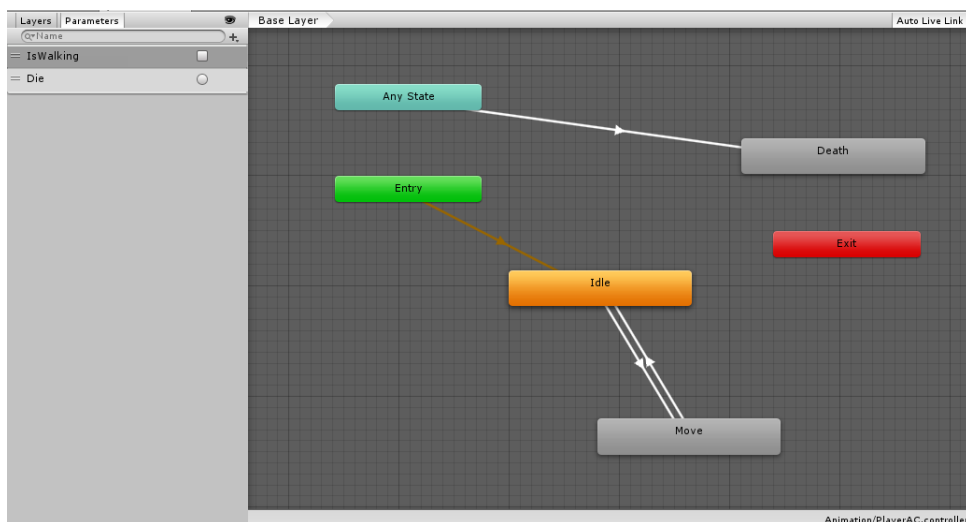 Layers Parameters
Base Layer
Auto Live Link
Name
IsWalking
Die
Any State
Death
Entry
Exit
Idle
Move
Animation/PlayerAC.controller